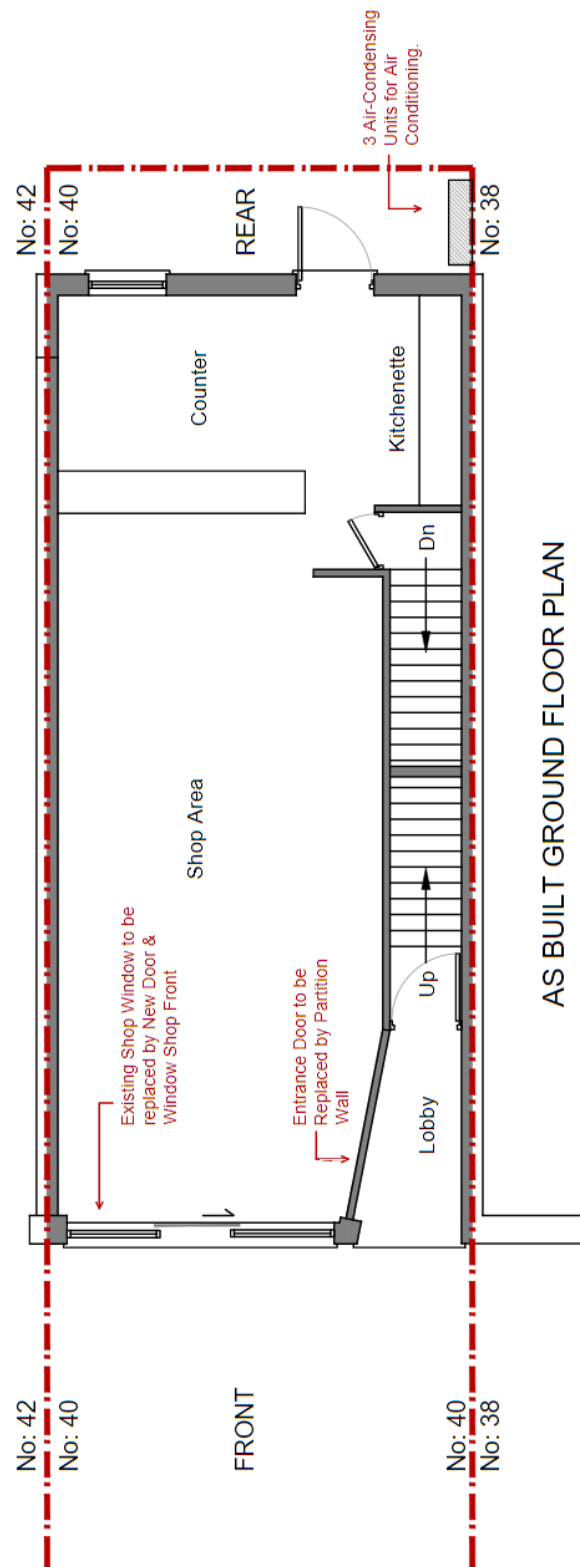 No: 42
No: 40
FRONT
No: 40
No: 38
Existing Shop Window to be
replaced by New Door &
Window Shop Front
Entrance Door to be
Replaced by Partition
Wall
Lobby
Up
Shop Area
Dn
Counter
Kitchenette
No: 42
No: 40
REAR
3 Air-Condensing
Units for Air
Conditioning.
No: 38
AS BUILT GROUND FLOOR PLAN